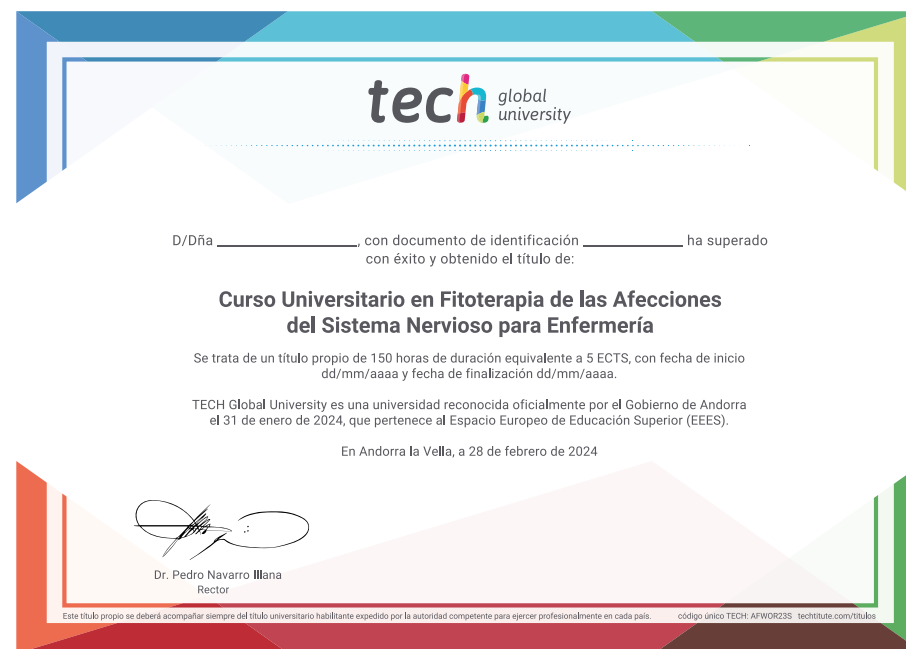 tech global university
D/Dña ____________________, con documento de identificación ______________ ha superado
con éxito y obtenido el título de:
Curso Universitario en Fitoterapia de las Afecciones
del Sistema Nervioso para Enfermería
Se trata de un título propio de 150 horas de duración equivalente a 5 ECTS, con fecha de inicio
dd/mm/aaaa y fecha de finalización dd/mm/aaaa.
TECH Global University es una universidad reconocida oficialmente por el Gobierno de Andorra
el 31 de enero de 2024, que pertenece al Espacio Europeo de Educación Superior (EEES).
En Andorra la Vella, a 28 de febrero de 2024
Dr. Pedro Navarro Illana
Rector
Este título propio se deberá acompañar siempre del título universitario habilitante expedido por la autoridad competente para ejercer profesionalmente en cada país. código único TECH: AFWOR23S techtitute.com/titulos